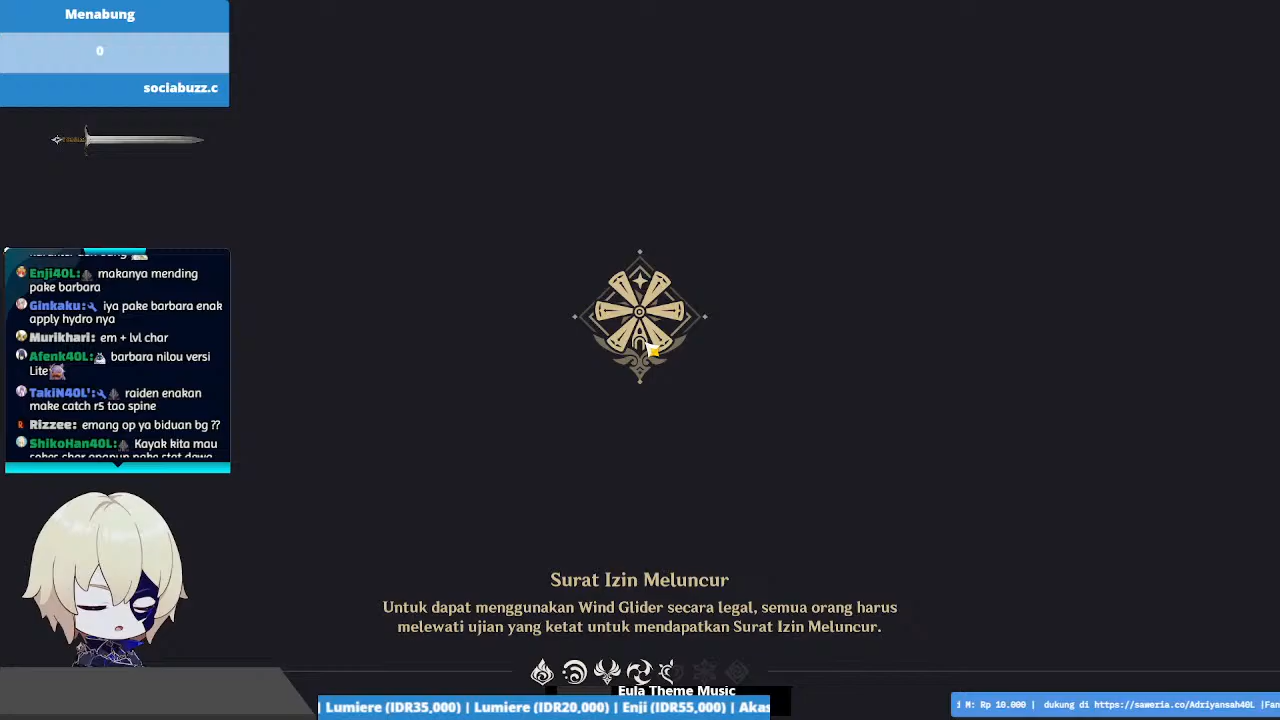 Menabung
0
sociabuzz.c
Enji40L: makanya mending
pake barbara
Ginkaku: iya pake barbara enak
apply hydro nya
Murikhari: em + lvl char
Afenk40L: barbara nilou versi
Lite
TakiN40L': raiden enakan
make catch r5 tao spine
Rizzee: emang op ya biduan bg ??
ShikoHan40L: Kayak kita mau
Surat Izin Meluncur
Untuk dapat menggunakan Wind Glider secara legal, semua orang harus
melewati ujian yang ketat untuk mendapatkan Surat Izin Meluncur.
Eula Theme Music
| Lumiere (IDR35,000) | Lumiere (IDR20,000) | Enji (IDR55,000) | Akas
M: Rp 10.000 | dukung di https://saweria.co/Adriyansah40L |Fan